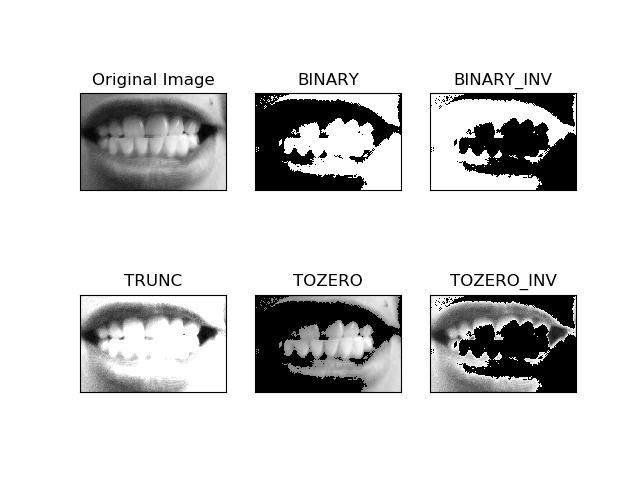 Original Image
BINARY
BINARY_INV
TRUNC
TOZERO
TOZERO_INV